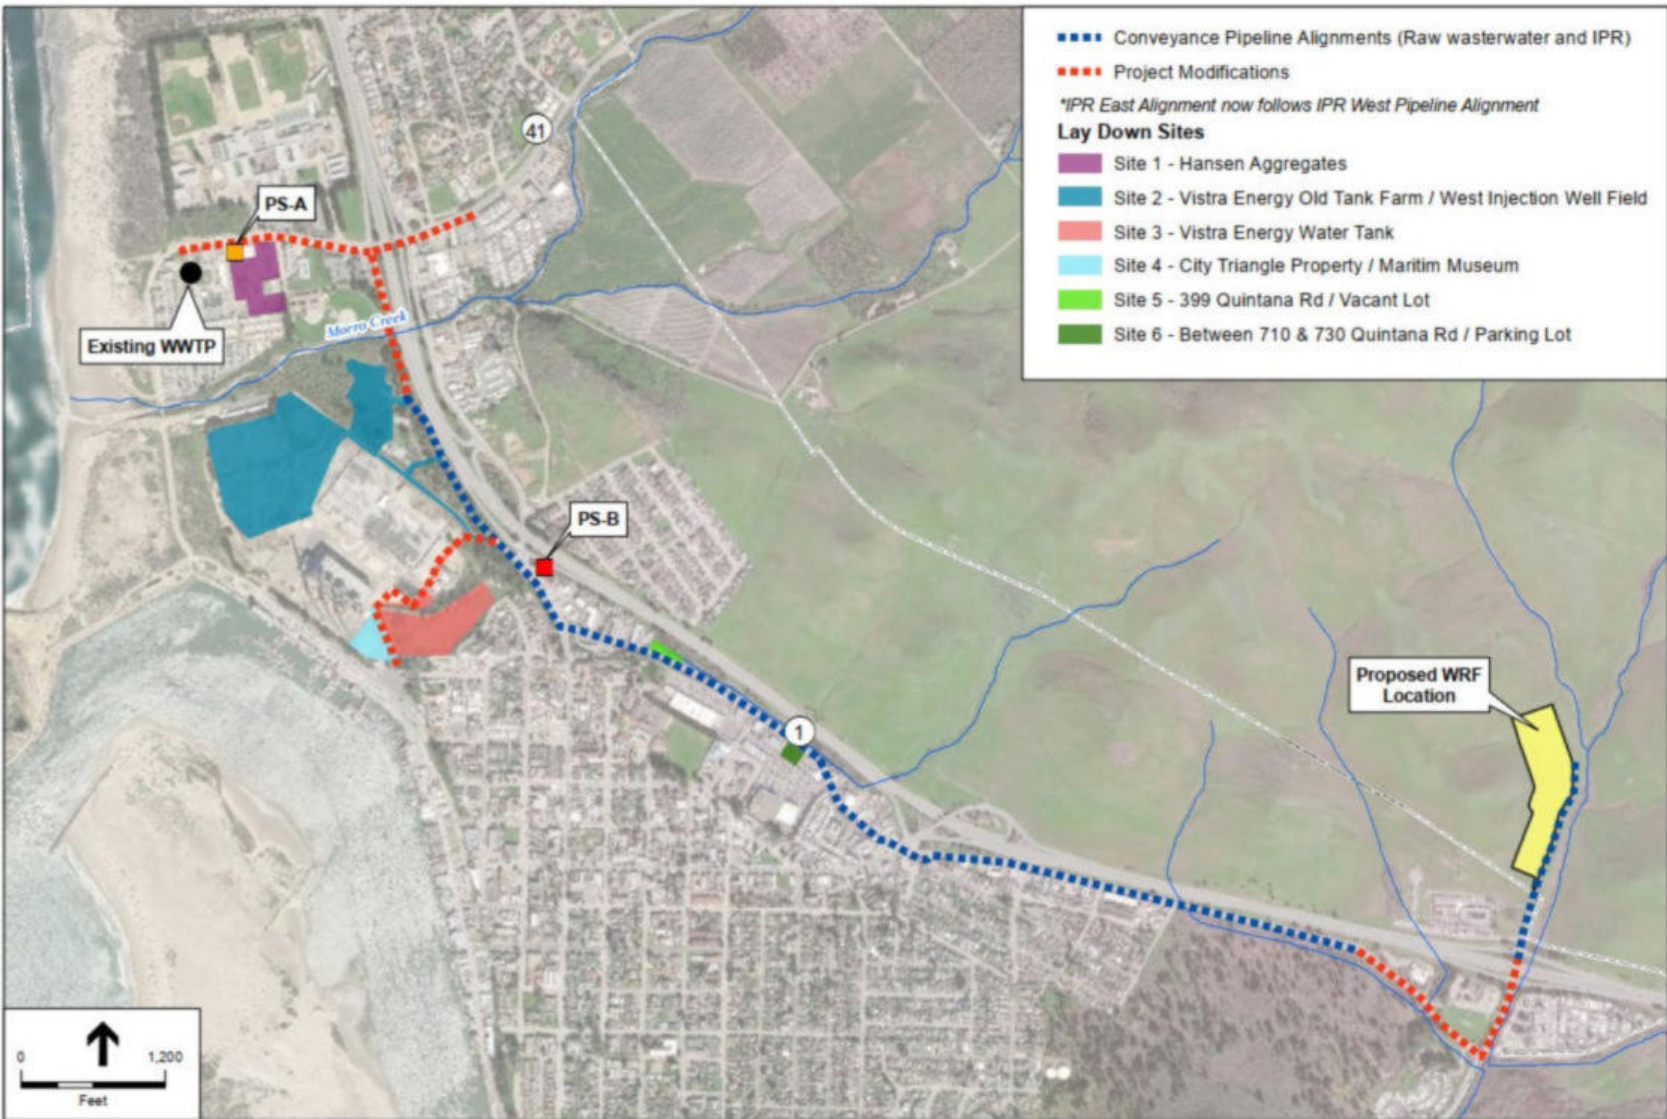 Conveyance Pipeline Alignments (Raw wasterwater and IPR)
Project Modifications
*IPR East Alignment now follows IPR West Pipeline Alignment
Lay Down Sites
Site 1 - Hansen Aggregates
Site 2 - Vistra Energy Old Tank Farm / West Injection Well Field
Site 3 - Vistra Energy Water Tank
Site 4 - City Triangle Property / Maritim Museum
Site 5 - 399 Quintana Rd / Vacant Lot
Site 6 - Between 710 & 730 Quintana Rd / Parking Lot
41
PS-A
Morro Creek
Existing WWTP
PS-B
Proposed WRF
Location
1
0 1,200
Feet